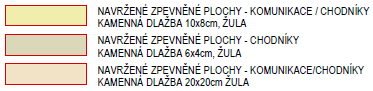 NAVRŽENÉ ZPEVNĚNÉ PLOCHY - KOMUNIKACE / CHODNÍKY
KAMENNÁ DLAŽBA 10x8cm, ŽULA
NAVRŽENÉ ZPEVNĚNÉ PLOCHY - CHODNÍKY
KAMENNÁ DLAŽBA 6x4cm, ŽULA
NAVRŽENÉ ZPEVNĚNÉ PLOCHY - KOMUNIKACE/CHODNÍKY
KAMENNÁ DLAŽBA 20x20cm ŽULA